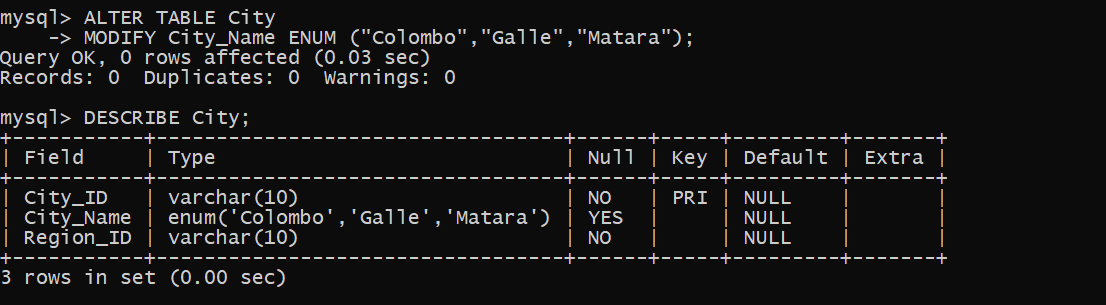 mysql> ALTER TABLE City
    -> MODIFY City_Name ENUM ("Colombo","Galle","Matara");
Query OK, 0 rows affected (0.03 sec)
Records: 0  Duplicates: 0  Warnings: 0

mysql> DESCRIBE City;
+-----------+----------------------------------+------+-----+---------+-------+
| Field     | Type                             | Null | Key | Default | Extra |
+-----------+----------------------------------+------+-----+---------+-------+
| City_ID   | varchar(10)                      | NO   | PRI | NULL    |       |
| City_Name | enum('Colombo','Galle','Matara') | YES  |     | NULL    |       |
| Region_ID | varchar(10)                      | NO   |     | NULL    |       |
+-----------+----------------------------------+------+-----+---------+-------+
3 rows in set (0.00 sec)